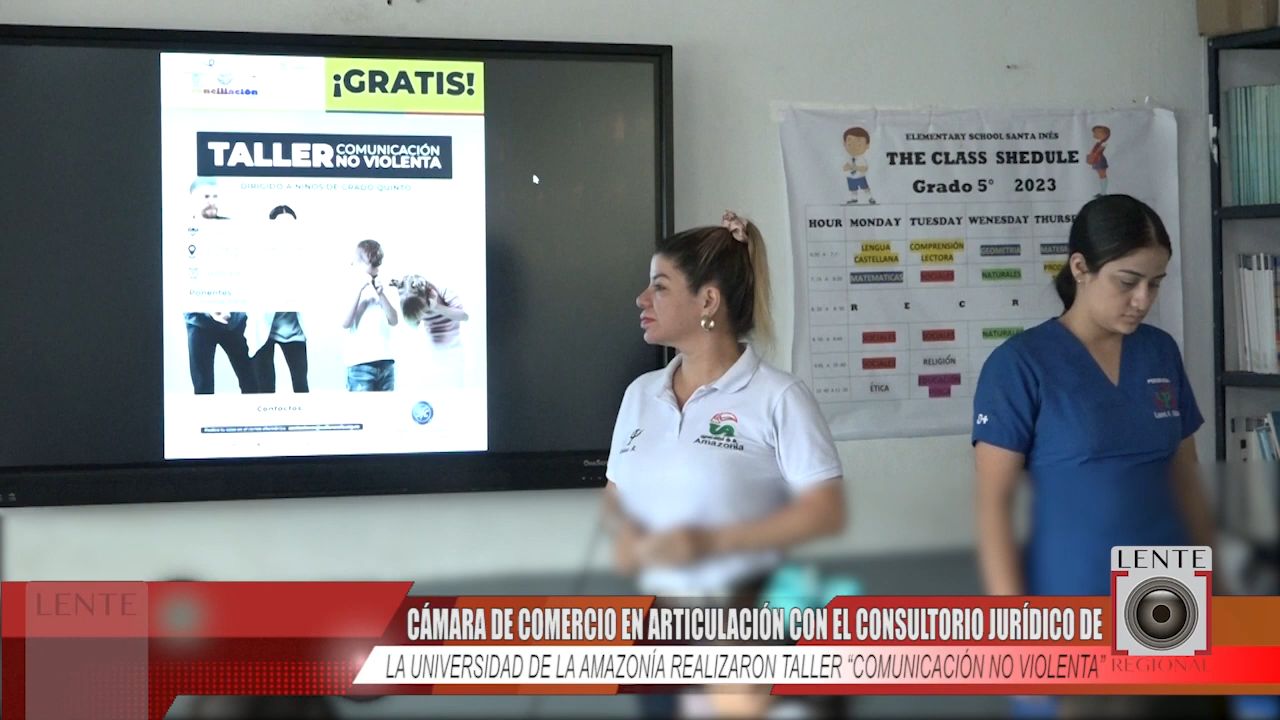 ¡GRATIS!
TALLER COMUNICACIÓN
NO VIOLENTA
DIRIGIDO A NIÑOS DE GRADO QUINTO
Ponentes
Contactos
ELEMENTARY SCHOOL SANTA INÉS
THE CLASS SHEDULE
Grado 5° 2023
HOUR MONDAY TUESDAY WENESDAY THURS
LENGUA CASTELLANA COMPRENSIÓN LECTORA GEOMETRIA
MATEMATICAS SOCIALES NATURALES
R E C R
SOCIALES SOCIALES NATURALES
SOCIALES RELIGIÓN
ÉTICA EDUCACIÓN
Amazonia
LENTE
REGIONAL
LENTE
CÁMARA DE COMERCIO EN ARTICULACIÓN CON EL CONSULTORIO JURÍDICO DE
LA UNIVERSIDAD DE LA AMAZONÍA REALIZARON TALLER “COMUNICACIÓN NO VIOLENTA”